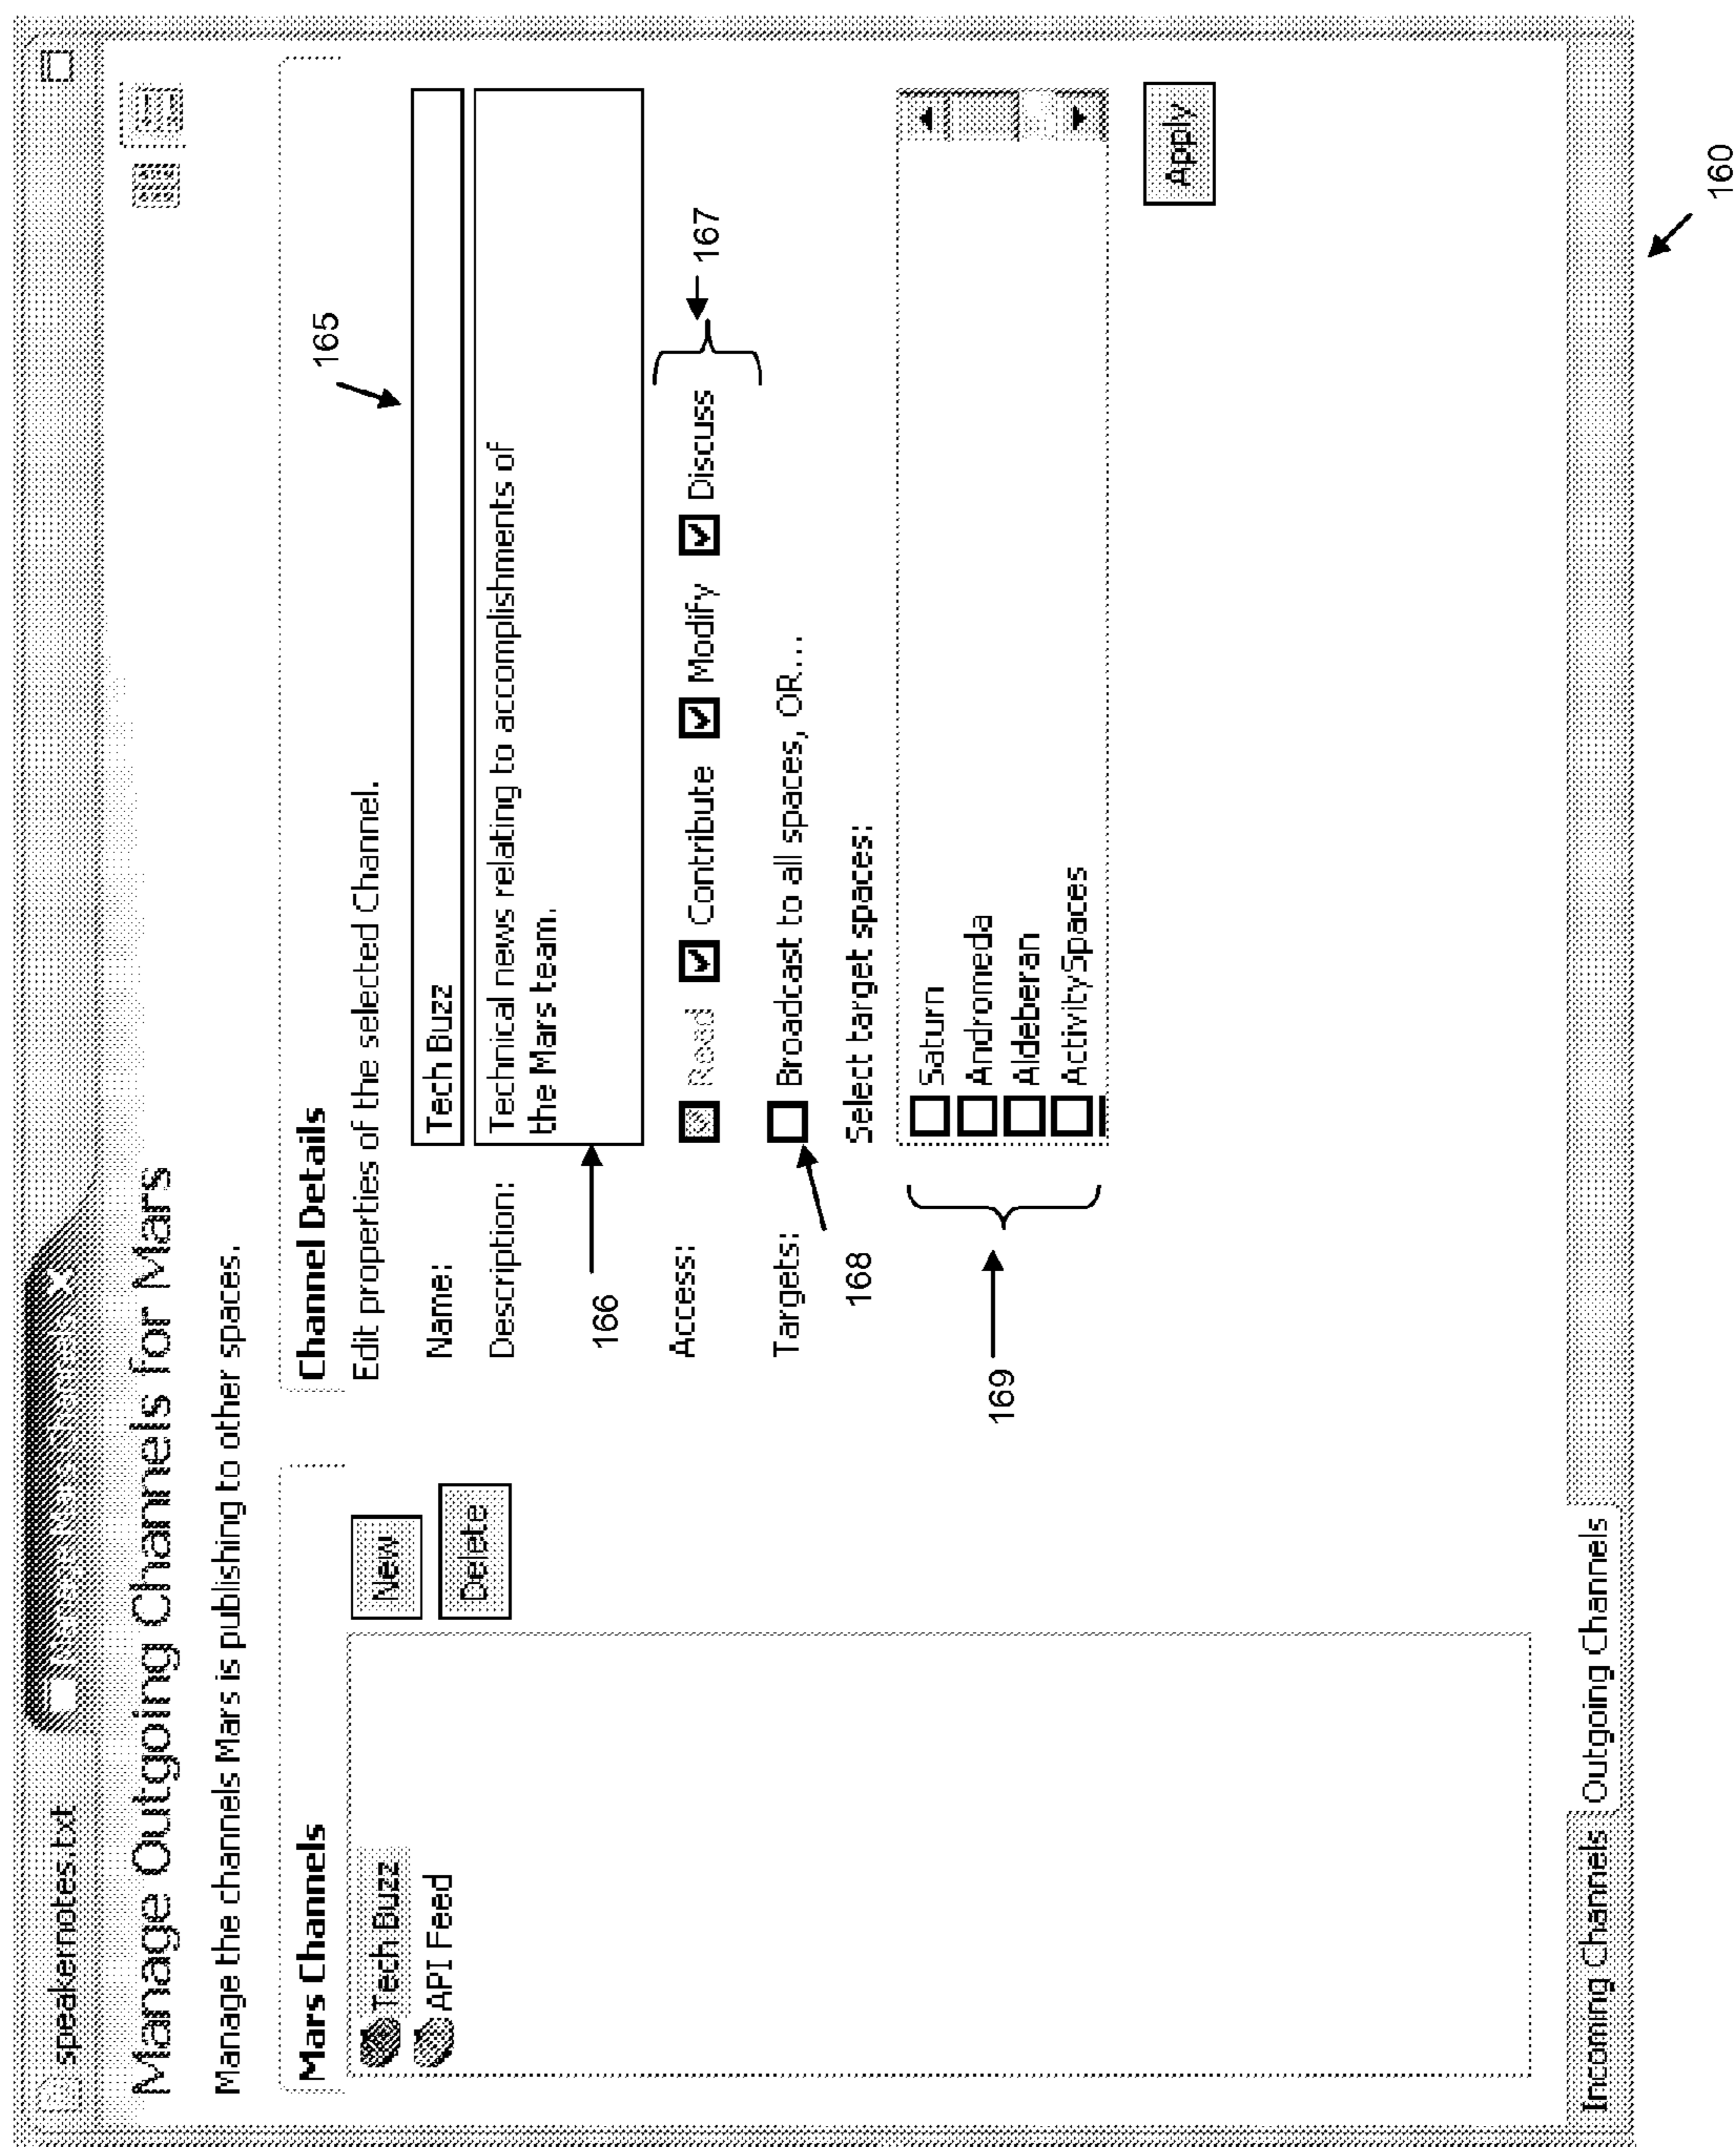 speakernotes.txt
Manage Outgoing Channels for Mars
Manage the channels Mars is publishing to other spaces.
Mars Channels
Tech Buzz
API Feed
New
Delete
Channel Details
Edit properties of the selected Channel.
165
Name: Tech Buzz
Description: Technical news relating to accomplishments of
the Mars team.
166
Access: Read Contribute Modify Discuss
167
Targets: Broadcast to all spaces, OR...
168
Select target spaces:
Saturn
Andromeda
Aldeberan
ActivitySpaces
169
Apply
Incoming Channels Outgoing Channels
160